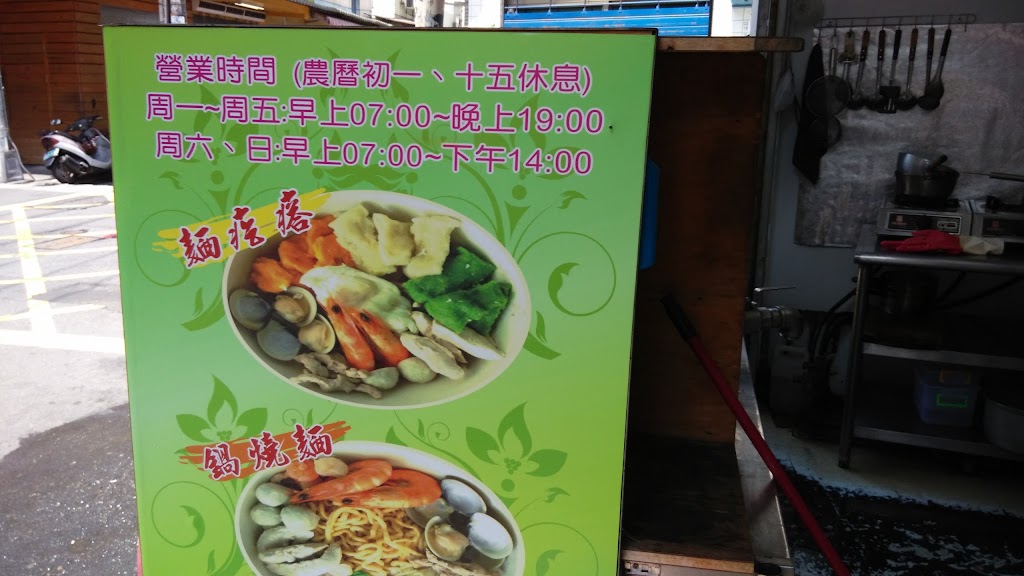 營業時間 (農曆初一、十五休息)
周一~周五:早上07:00~晚上19:00
周六、日:早上07:00~下午14:00
麵疙瘩
鍋燒麵